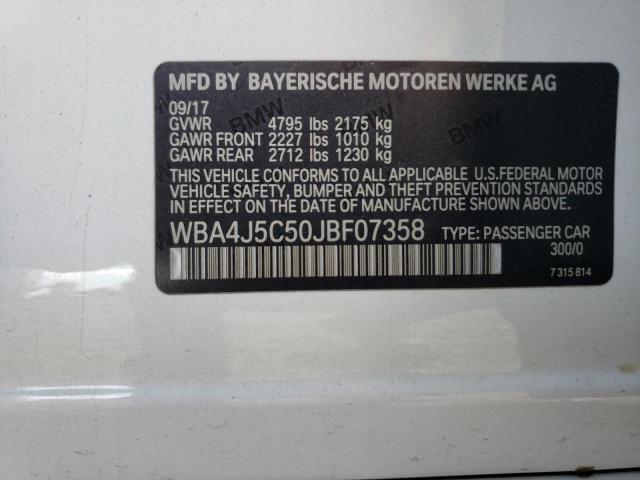 MFD BY BAYERISCHE MOTOREN WERKE AG
09/17
GVWR 4795 lbs 2175 kg
GAWR FRONT 2227 lbs 1010 kg
GAWR REAR 2712 lbs 1230 kg
THIS VEHICLE CONFORMS TO ALL APPLICABLE U.S.FEDERAL MOTOR
VEHICLE SAFETY, BUMPER AND THEFT PREVENTION STANDARDS
IN EFFECT ON THE DATE OF MANUFACTURE SHOWN ABOVE.
WBA4J5C50JBF07358 TYPE: PASSENGER CAR
300/0
7 315 814
BMW
BMW
BMW